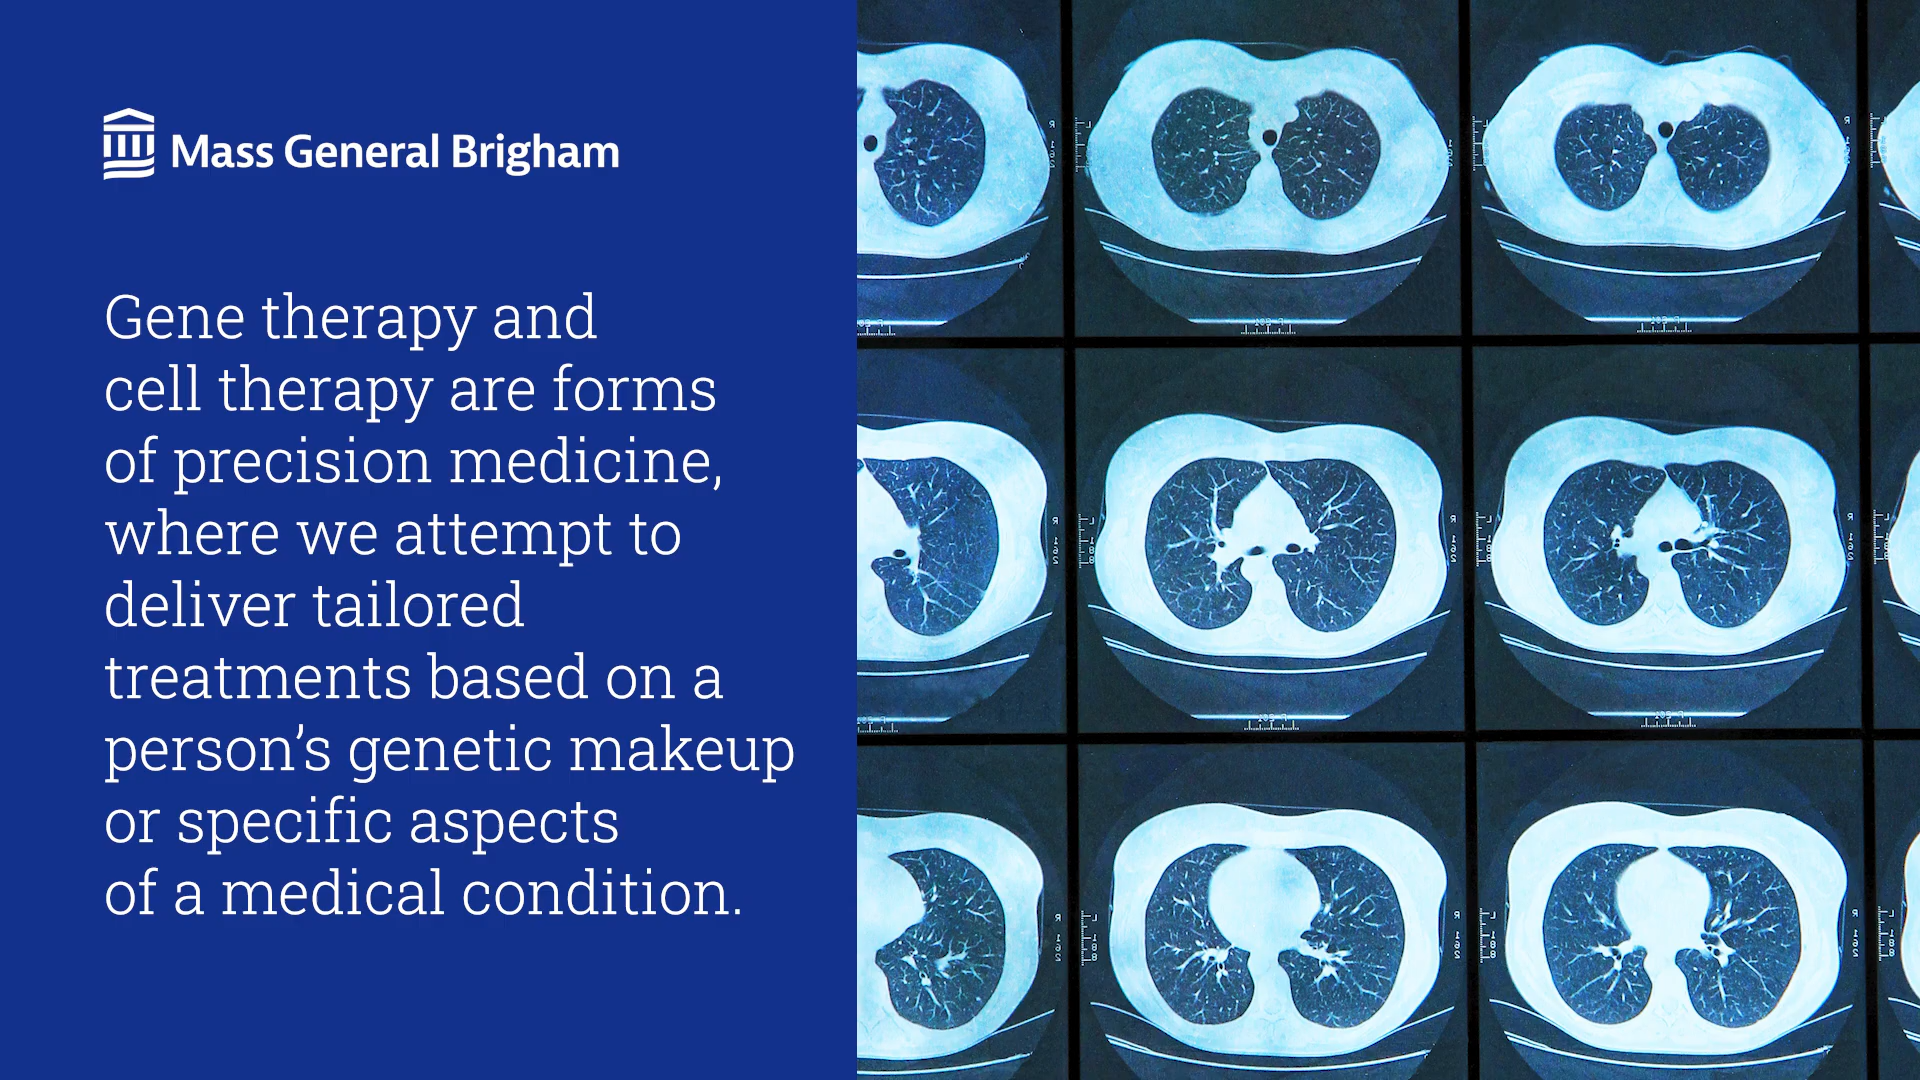 Mass General Brigham
Gene therapy and
cell therapy are forms
of precision medicine,
where we attempt to
deliver tailored
treatments based on a
person’s genetic makeup
or specific aspects
of a medical condition.